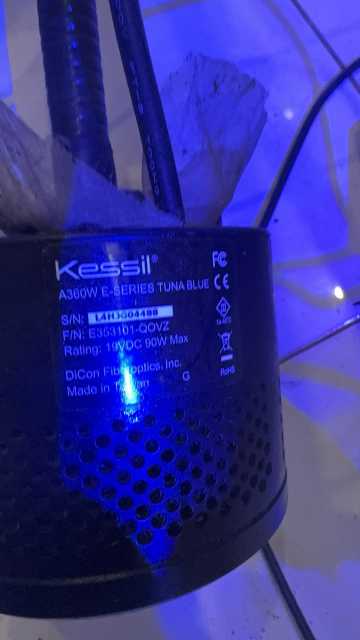 Kessil®
A360W E-SERIES TUNA BLUE
FC CE
S/N:
F/N: E353101-QOVZ
Rating: 19VDC 90W Max
DiCon Fiberoptics, Inc.
Made in Taiwan
G
RoHS